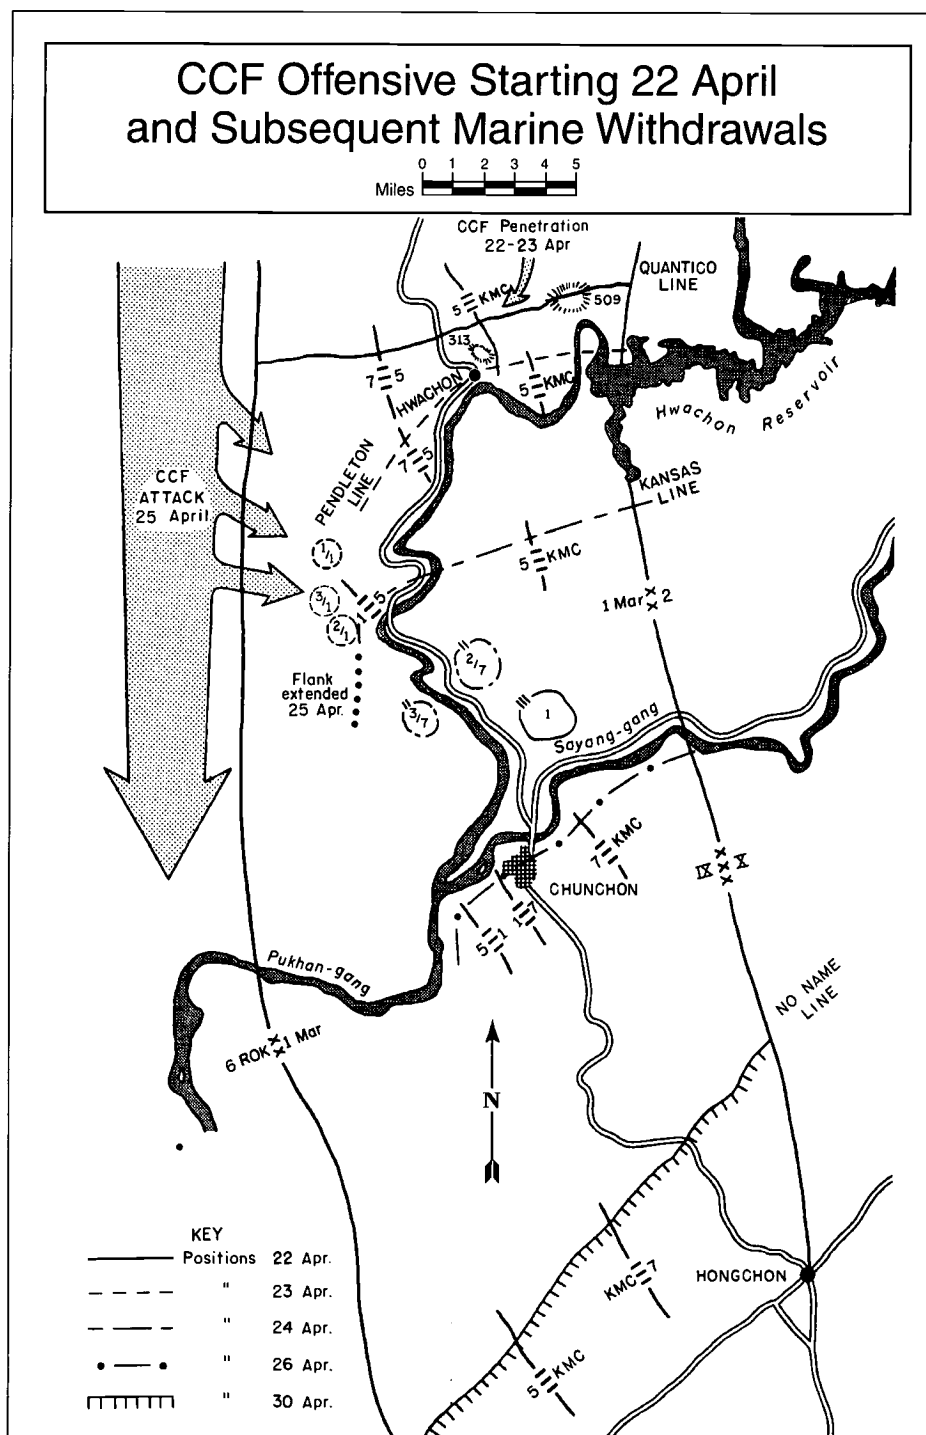 CCF Offensive Starting 22 April
and Subsequent Marine Withdrawals
0 1 2 3 4 5
Miles
CCF Penetration
22-23 Apr
QUANTICO
LINE
5 KMC
509
313
7 5
HWACHON
5 KMC
Hwachon Reservoir
7 5
PENDLETON
LINE
CCF
ATTACK
25 April
KANSAS
LINE
1/1
5 KMC
3/1
1 5
2/1
1 Mar 2
Flank
extended
25 Apr.
2/7
3/7
1
Soyang-gang
7 KMC
IX X
CHUNCHON
1 7
5 1
Pukhan-gang
NO NAME
LINE
6 ROK 1 Mar
N
KMC 7
HONGCHON
5 KMC
KEY
Positions 22 Apr.
" 23 Apr.
" 24 Apr.
" 26 Apr.
" 30 Apr.